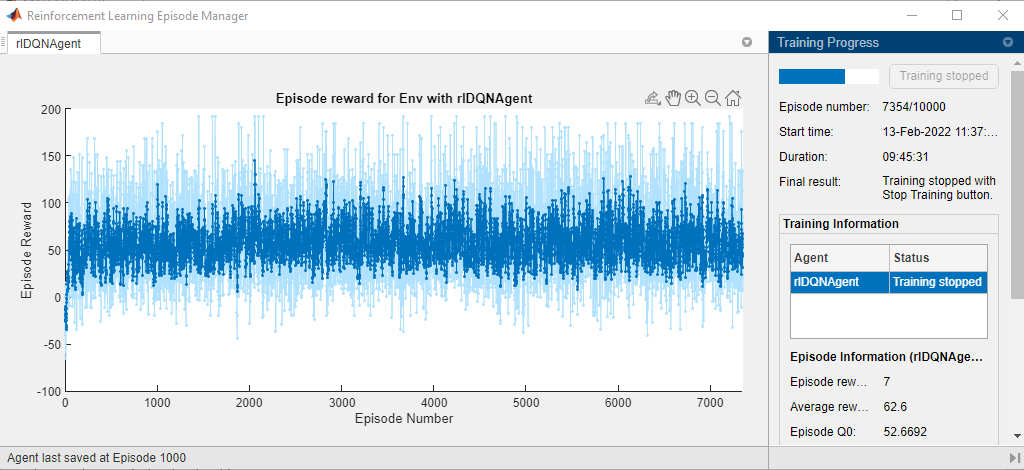 Reinforcement Learning Episode Manager
rlDQNAgent
Training Progress
Episode reward for Env with rlDQNAgent
200
150
100
50
0
-50
-100
0
1000
2000
3000
4000
5000
6000
7000
Episode Reward
Episode Number
Training stopped
Episode number: 7354/10000
Start time: 13-Feb-2022 11:37:...
Duration: 09:45:31
Final result: Training stopped with
Stop Training button.
Training Information
Agent Status
rlDQNAgent Training stopped
Episode Information (rlDQNAge...
Episode rew... 7
Average rew... 62.6
Episode Q0: 52.6692
Agent last saved at Episode 1000